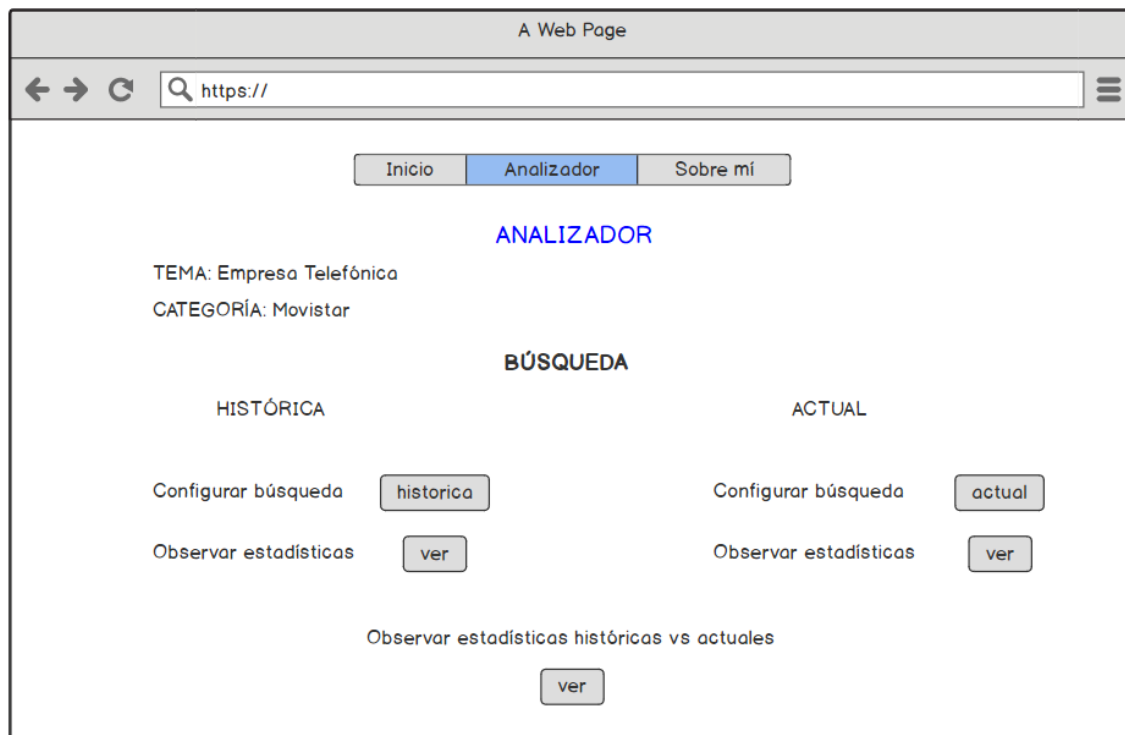 A Web Page
https://
Inicio Analizador Sobre mí
ANALIZADOR
TEMA: Empresa Telefónica
CATEGORÍA: Movistar
BÚSQUEDA
HISTÓRICA ACTUAL
Configurar búsqueda historica Configurar búsqueda actual
Observar estadísticas ver Observar estadísticas ver
Observar estadísticas históricas vs actuales
ver